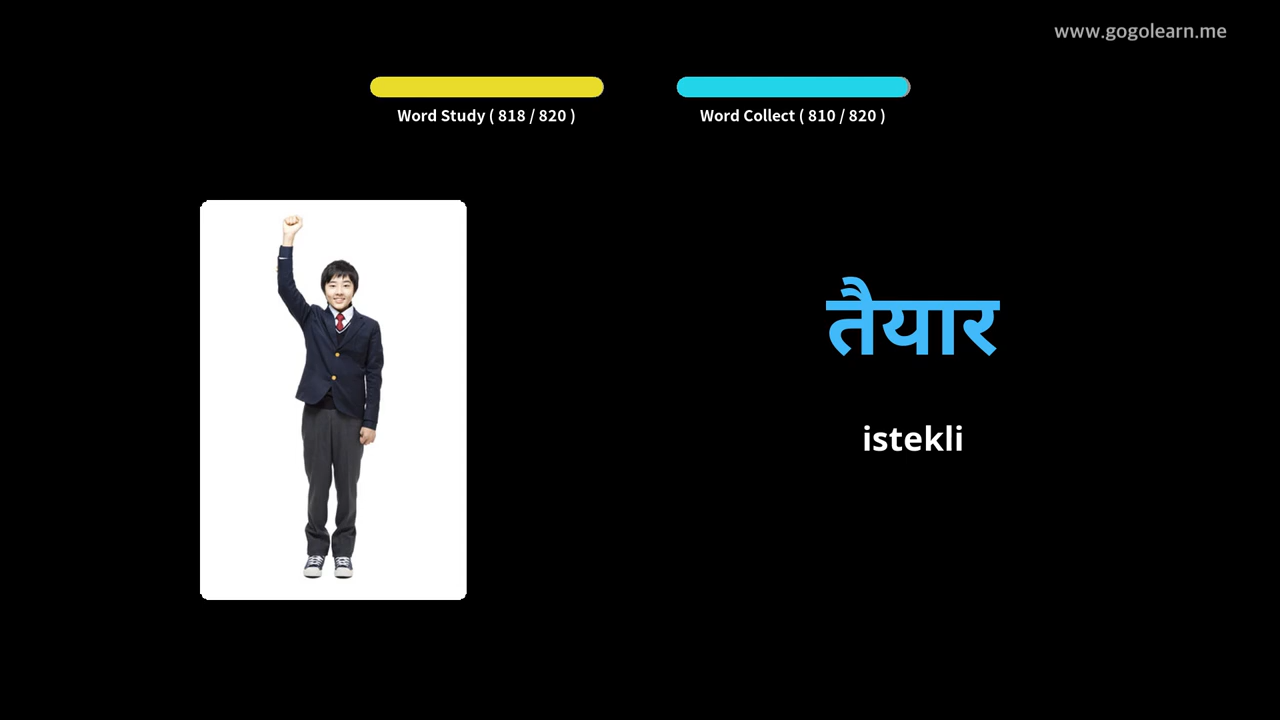 www.gogolearn.me
Word Study ( 818 / 820 )
Word Collect ( 810 / 820 )
तैयार
istekli